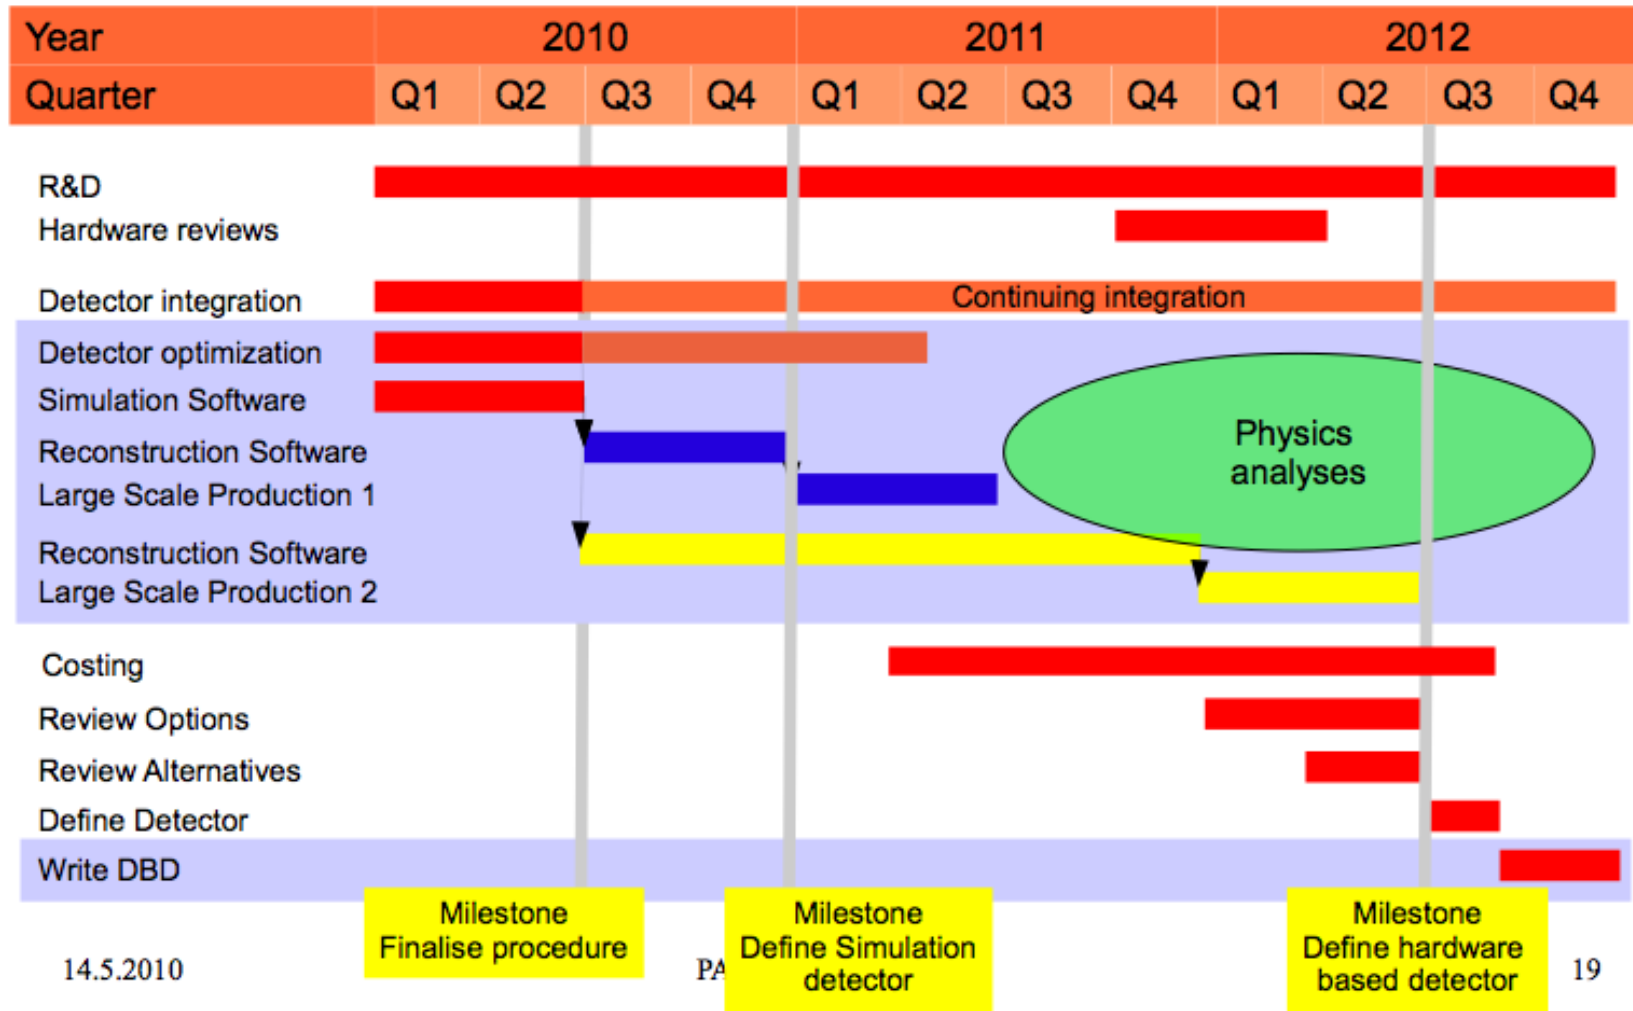 Year 2010 2011 2012
Quarter Q1 Q2 Q3 Q4 Q1 Q2 Q3 Q4 Q1 Q2 Q3 Q4
R&D
Hardware reviews
Detector integration Continuing integration
Detector optimization
Simulation Software
Reconstruction Software
Large Scale Production 1
Physics
analyses
Reconstruction Software
Large Scale Production 2
Costing
Review Options
Review Alternatives
Define Detector
Write DBD
Milestone
Finalise procedure
Milestone
Define Simulation
detector
Milestone
Define hardware
based detector
14.5.2010 PA 19